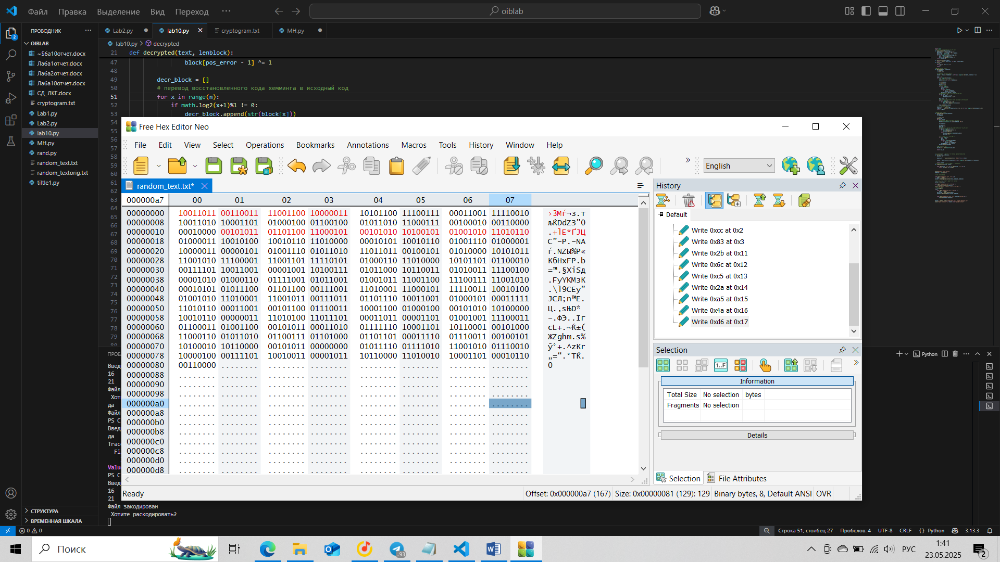 Файл Правка Выделение Вид Переход ··· oiblab
ПРОВОДНИК ··· Lab2.py lab10.py cryptogram.txt MH.py
OIBLAB
lab10.py > decrypted
~$6a10отчет.docx
Ла6а1отчет.docx
Ла6а2отчет.docx
Ла6а10отчет.docx
СД_ЛКГ.docx
cryptogram.txt
Lab1.py
Lab2.py
lab10.py
MH.py
rand.py
random_text.txt
random_textorig.txt
tiltle1.py
21 def decrypted(text, lenblock):
47 block[pos_error - 1] ^= 1
48
49 decr_block = []
50 # перевод восстановленного кода хемминга в исходный код
51 for x in range(n):
52 if math.log2(x+1)%1 != 0:
53 decr_block.append(str(block[x]))
54
55
56
57
58
59
60
61
62
63
64
65
66
67
68
69
70
71
72
73
74
75
76
77
78
79
Free Hex Editor Neo
File Edit View Select Operations Bookmarks Annotations Macros Tools History Window Help
English
random_text.txt*
000000a7 00 01 02 03 04 05 06 07
00000000 10011011 00110011 11001100 10000011 10101100 11100111 00011001 11110010 ›3Мѓ¬з.т
00000008 10011010 10001101 01000100 01100100 01011010 11000111 00100010 00110000 љЌDdZЗ"0
00000010 00010000 00101011 01101100 11000101 00101010 10100101 01001010 11010110 .+lЕ*ҐJЦ
00000018 01000011 10010100 10010110 11010000 00010101 10010110 01001110 01000001 C”–Р.–NA
00000020 10000011 00000101 01001110 01011010 11011011 00100101 01010000 10101011 ѓ.NZЫ%P«
00000028 11001010 11100001 11001101 11110101 01000110 11010000 10101101 01100010 КбНхFР.b
00000030 00111101 10011001 00001001 10100111 01011000 10110011 01010011 11100100 =™.§XіSд
00000038 00001010 01000110 01111001 01011001 01001011 11001100 11100111 11001010 .FyYKМзК
00000040 00010101 01011100 01101100 00111001 11010001 11000101 11110011 10010100 .\l9СЕу”
00000048 01001010 11010001 11001011 00111011 01101110 10011001 01000101 00011111 JСЛ;n™E.
00000050 11010110 00011001 00101100 01110011 10001100 01000100 00101010 10100000 Ц.,sЊD*
00000058 10010110 00000011 11010100 11011101 00011011 00001101 01001001 11100011 –.ФЭ..Iг
00000060 01100011 01001100 00101011 00011010 01111110 10001101 10110001 00101000 cL+.~Ќ±(
00000068 11000110 01011010 01100111 01101000 01101101 00011110 01110011 00100101 ЖZghm.s%
00000070 10100010 10110000 00101011 00000000 01011110 01111010 11001010 01110010 ў°+.^zКr
00000078 10000100 00111101 10010011 00001011 10110000 11010010 10001101 00010110 „=“.°ТЌ.
00000080 00110000 0
00000088
00000090
00000098
000000a0
000000a8
000000b0
000000b8
000000c0
000000c8
000000d0
000000d8
History
Default
Write 0xcc at 0x2
Write 0x83 at 0x3
Write 0x2b at 0x11
Write 0x6c at 0x12
Write 0xc5 at 0x13
Write 0x2a at 0x14
Write 0xa5 at 0x15
Write 0x4a at 0x16
Write 0xd6 at 0x17
Selection
Information
Total Size No selection bytes
Fragments No selection
Details
Selection File Attributes
Ready Offset: 0x000000a7 (167) Size: 0x00000081 (129): 129 Binary bytes, 8, Default ANSI OVR
Python
16
21
Файл
да
Файл
PS C
да
PS C
16
21
Файл закодирован
Хотите раскодировать?
СТРУКТУРА
ВРЕМЕННАЯ ШКАЛА
0 0 Строка 51, столбец 27 Пробелов: 4 UTF-8 CRLF Python 3.13.3
Поиск 93 РУС 1:41
23.05.2025 2